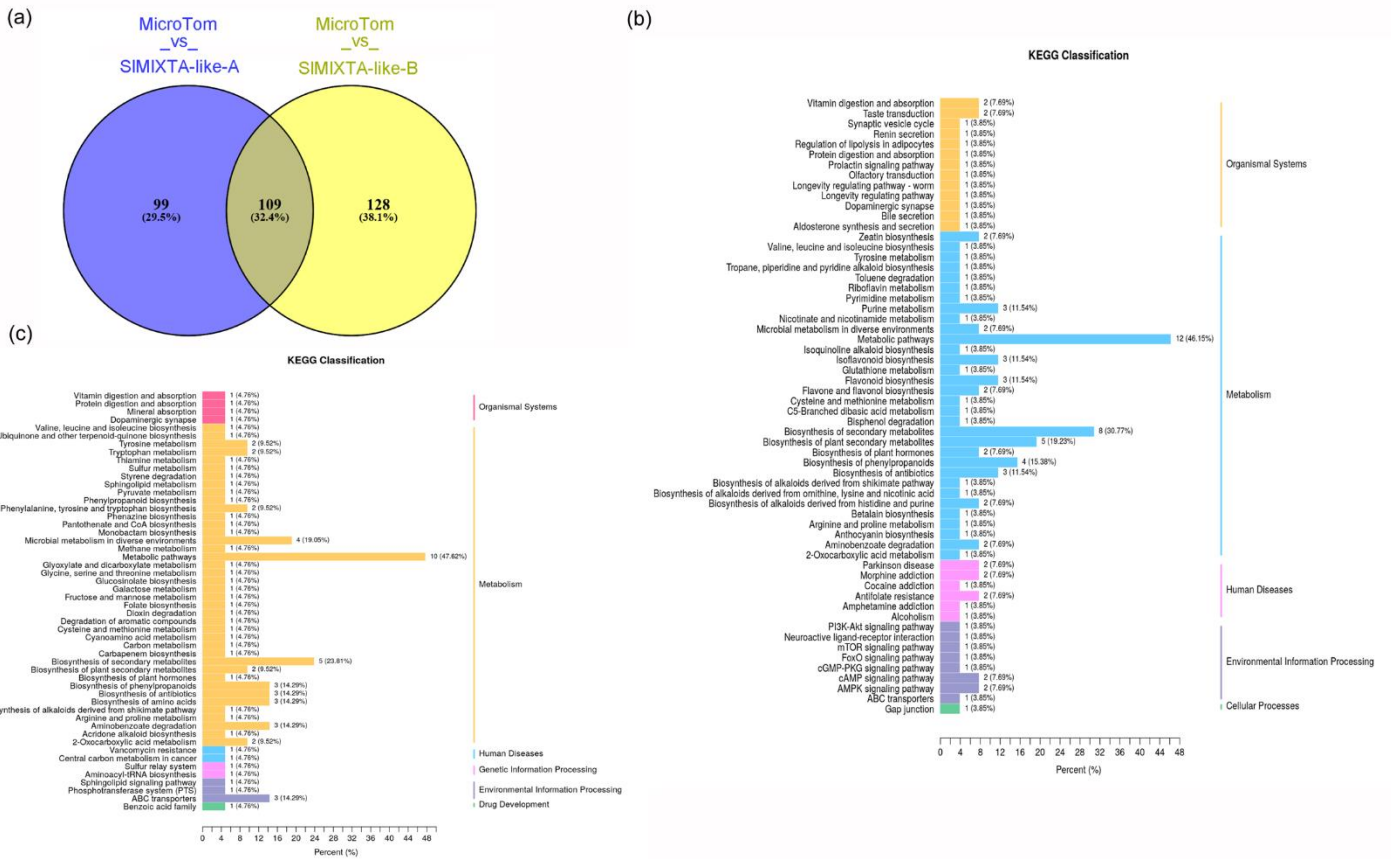 (a)
MicroTom
_vs_
SlMIXTA-like-A
MicroTom
_vs_
SlMIXTA-like-B
99
(29.5%)
109
(32.4%)
128
(38.1%)
(b)
KEGG Classification
Vitamin digestion and absorption 2 (7.69%)
Taste transduction 2 (7.69%)
Synaptic vesicle cycle 1 (3.85%)
Renin secretion 1 (3.85%)
Regulation of lipolysis in adipocytes 1 (3.85%)
Protein digestion and absorption 1 (3.85%)
Prolactin signaling pathway 1 (3.85%)
Olfactory transduction 1 (3.85%)
Longevity regulating pathway - worm 1 (3.85%)
Longevity regulating pathway 1 (3.85%)
Dopaminergic synapse 1 (3.85%)
Bile secretion 1 (3.85%)
Aldosterone synthesis and secretion 1 (3.85%)
Zeatin biosynthesis 2 (7.69%)
Valine, leucine and isoleucine biosynthesis 1 (3.85%)
Tyrosine metabolism 1 (3.85%)
Tropane, piperidine and pyridine alkaloid biosynthesis 1 (3.85%)
Toluene degradation 1 (3.85%)
Riboflavin metabolism 1 (3.85%)
Pyrimidine metabolism 1 (3.85%)
Purine metabolism 3 (11.54%)
Nicotinate and nicotinamide metabolism 1 (3.85%)
Microbial metabolism in diverse environments 2 (7.69%)
Metabolic pathways 12 (46.15%)
Isoquinoline alkaloid biosynthesis 1 (3.85%)
Isoflavonoid biosynthesis 3 (11.54%)
Glutathione metabolism 1 (3.85%)
Flavonoid biosynthesis 3 (11.54%)
Flavone and flavonol biosynthesis 2 (7.69%)
Cysteine and methionine metabolism 1 (3.85%)
C5-Branched dibasic acid metabolism 1 (3.85%)
Bisphenol degradation 1 (3.85%)
Biosynthesis of secondary metabolites 8 (30.77%)
Biosynthesis of plant secondary metabolites 5 (19.23%)
Biosynthesis of plant hormones 2 (7.69%)
Biosynthesis of phenylpropanoids 4 (15.38%)
Biosynthesis of antibiotics 3 (11.54%)
Biosynthesis of alkaloids derived from shikimate pathway 1 (3.85%)
Biosynthesis of alkaloids derived from ornithine, lysine and nicotinic acid 1 (3.85%)
Biosynthesis of alkaloids derived from histidine and purine 2 (7.69%)
Betalain biosynthesis 1 (3.85%)
Arginine and proline metabolism 1 (3.85%)
Anthocyanin biosynthesis 1 (3.85%)
Aminobenzoate degradation 2 (7.69%)
2-Oxocarboxylic acid metabolism 1 (3.85%)
Parkinson disease 2 (7.69%)
Morphine addiction 2 (7.69%)
Cocaine addiction 1 (3.85%)
Antifolate resistance 2 (7.69%)
Amphetamine addiction 1 (3.85%)
Alcoholism 1 (3.85%)
PI3K-Akt signaling pathway 1 (3.85%)
Neuroactive ligand-receptor interaction 1 (3.85%)
mTOR signaling pathway 1 (3.85%)
FoxO signaling pathway 1 (3.85%)
cGMP-PKG signaling pathway 1 (3.85%)
cAMP signaling pathway 2 (7.69%)
AMPK signaling pathway 2 (7.69%)
ABC transporters 1 (3.85%)
Gap junction 1 (3.85%)
Organismal Systems
Metabolism
Human Diseases
Environmental Information Processing
Cellular Processes
0 4 8 12 16 20 24 28 32 36 40 44 48
Percent (%)
(c)
KEGG Classification
Vitamin digestion and absorption 1 (4.76%)
Protein digestion and absorption 1 (4.76%)
Mineral absorption 1 (4.76%)
Dopaminergic synapse 1 (4.76%)
Valine, leucine and isoleucine biosynthesis 1 (4.76%)
Ubiquinone and other terpenoid-quinone biosynthesis 1 (4.76%)
Tyrosine metabolism 2 (9.52%)
Tryptophan metabolism 2 (9.52%)
Thiamine metabolism 1 (4.76%)
Sulfur metabolism 1 (4.76%)
Styrene degradation 1 (4.76%)
Sphingolipid metabolism 1 (4.76%)
Pyruvate metabolism 1 (4.76%)
Phenylpropanoid biosynthesis 1 (4.76%)
Phenylalanine, tyrosine and tryptophan biosynthesis 2 (9.52%)
Phenazine biosynthesis 1 (4.76%)
Pantothenate and CoA biosynthesis 1 (4.76%)
Monobactam biosynthesis 1 (4.76%)
Microbial metabolism in diverse environments 4 (19.05%)
Methane metabolism 1 (4.76%)
Metabolic pathways 10 (47.62%)
Glyoxylate and dicarboxylate metabolism 1 (4.76%)
Glycine, serine and threonine metabolism 1 (4.76%)
Glucosinolate biosynthesis 1 (4.76%)
Galactose metabolism 1 (4.76%)
Fructose and mannose metabolism 1 (4.76%)
Folate biosynthesis 1 (4.76%)
Dioxin degradation 1 (4.76%)
Degradation of aromatic compounds 1 (4.76%)
Cysteine and methionine metabolism 1 (4.76%)
Cyanoamino acid metabolism 1 (4.76%)
Carbon metabolism 1 (4.76%)
Carbapenem biosynthesis 1 (4.76%)
Biosynthesis of secondary metabolites 5 (23.81%)
Biosynthesis of plant secondary metabolites 2 (9.52%)
Biosynthesis of plant hormones 1 (4.76%)
Biosynthesis of phenylpropanoids 3 (14.29%)
Biosynthesis of antibiotics 3 (14.29%)
Biosynthesis of amino acids 3 (14.29%)
ynthesis of alkaloids derived from shikimate pathway 1 (4.76%)
Arginine and proline metabolism 1 (4.76%)
Aminobenzoate degradation 3 (14.29%)
Acridone alkaloid biosynthesis 1 (4.76%)
2-Oxocarboxylic acid metabolism 2 (9.52%)
Vancomycin resistance 1 (4.76%)
Central carbon metabolism in cancer 1 (4.76%)
Sulfur relay system 1 (4.76%)
Aminoacyl-tRNA biosynthesis 1 (4.76%)
Sphingolipid signaling pathway 1 (4.76%)
Phosphotransferase system (PTS) 1 (4.76%)
ABC transporters 3 (14.29%)
Benzoic acid family 1 (4.76%)
Organismal Systems
Metabolism
Human Diseases
Genetic Information Processing
Environmental Information Processing
Drug Development
0 4 8 12 16 20 24 28 32 36 40 44 48
Percent (%)